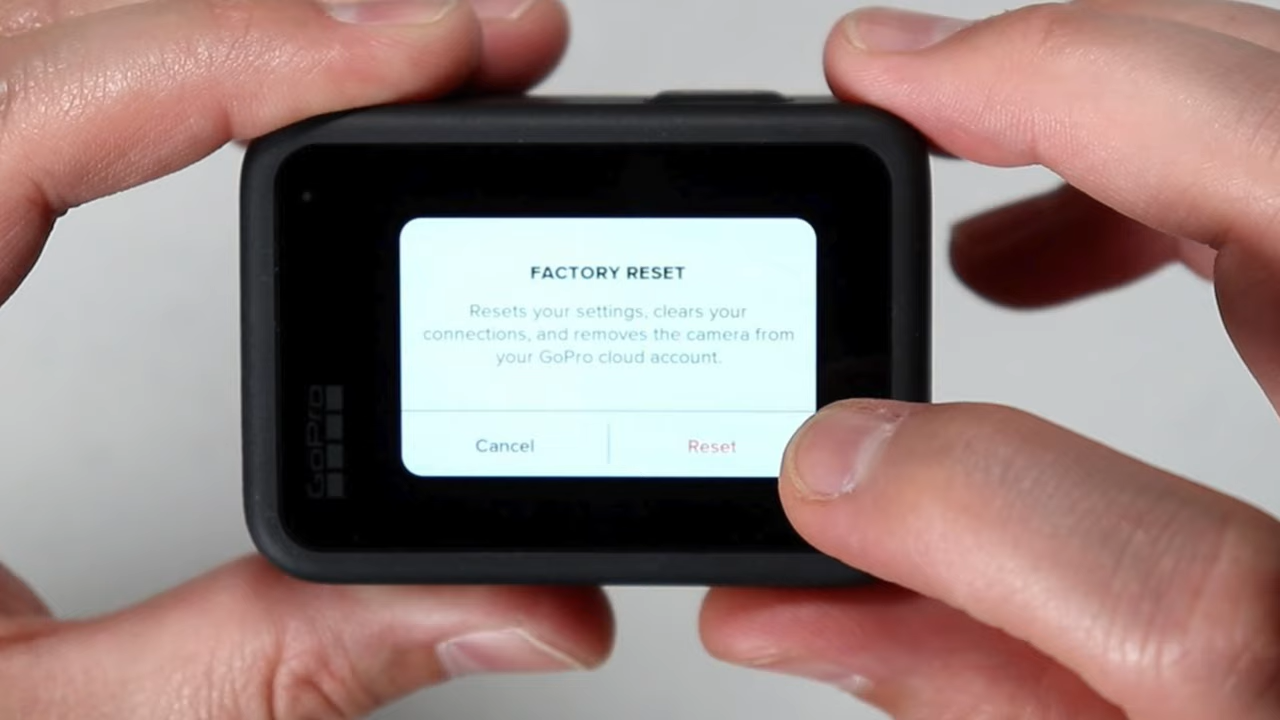 FACTORY RESET
Resets your settings, clears your
connections, and removes the camera from
your GoPro cloud account.
Cancel
Reset
GoPro